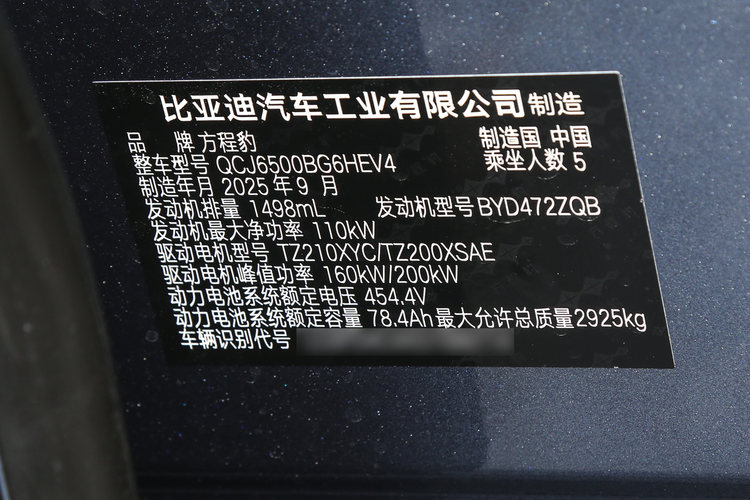 比亚迪汽车工业有限公司 制造
品 牌 方程豹 制造国 中国
整车型号 QCJ6500BG6HEV4 乘坐人数 5
制造年月 2025 年 9 月
发动机排量 1498mL 发动机型号 BYD472ZQB
发动机最大净功率 110kW
驱动电机型号 TZ210XYC/TZ200XSAE
驱动电机峰值功率 160kW/200kW
动力电池系统额定电压 454.4V
动力电池系统额定容量 78.4Ah 最大允许总质量 2925kg
车辆识别代号